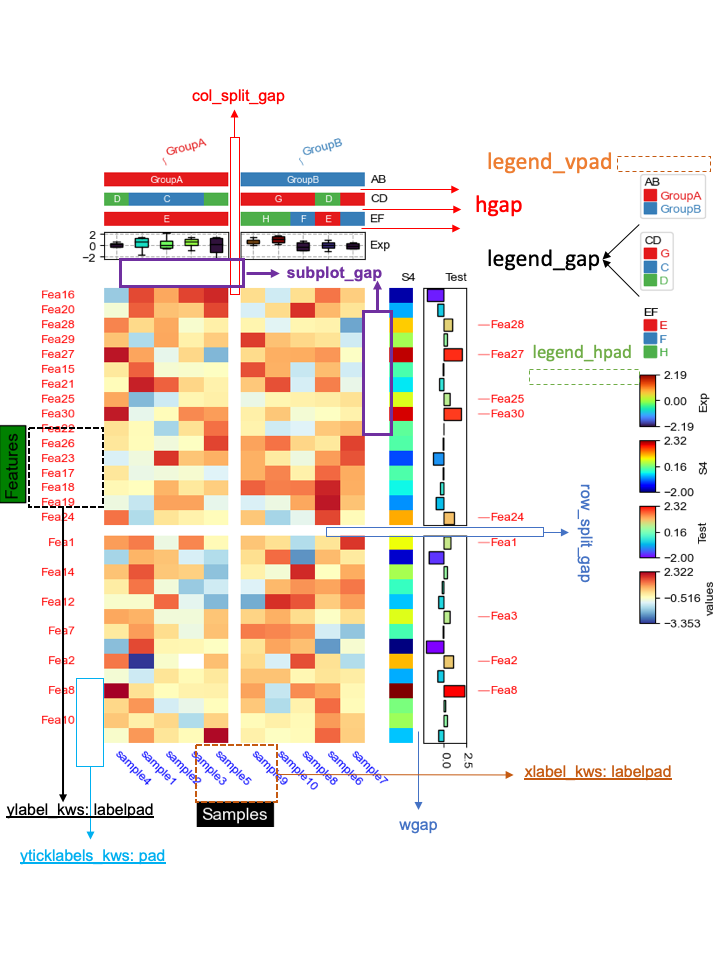 col_split_gap
GroupA
GroupB
legend_vpad
GroupA
GroupB
AB
D
C
G
D
CD
E
H
F
E
EF
hgap
AB
GroupA
GroupB
2
0
−2
Exp
subplot_gap
legend_gap
CD
G
C
D
S4
Test
EF
E
F
H
legend_hpad
Fea16
Fea20
Fea28
Fea29
Fea27
Fea15
Fea21
Fea25
Fea30
Fea22
Fea26
Fea23
Fea17
Fea18
Fea19
Fea24
Fea1
Fea14
Fea12
Fea7
Fea2
Fea8
Fea10
Features
Fea28
Fea27
Fea25
Fea30
Fea24
Fea1
Fea3
Fea2
Fea8
2.19
0.00
−2.19
Exp
2.32
0.16
−2.00
S4
2.32
0.16
−2.00
Test
2.322
−0.516
−3.353
values
row_split_gap
sample4
sample1
sample3
sample5
sample9
sample10
sample8
sample6
sample7
0.0
2.5
Samples
xlabel_kws: labelpad
ylabel_kws: labelpad
wgap
yticklabels_kws: pad